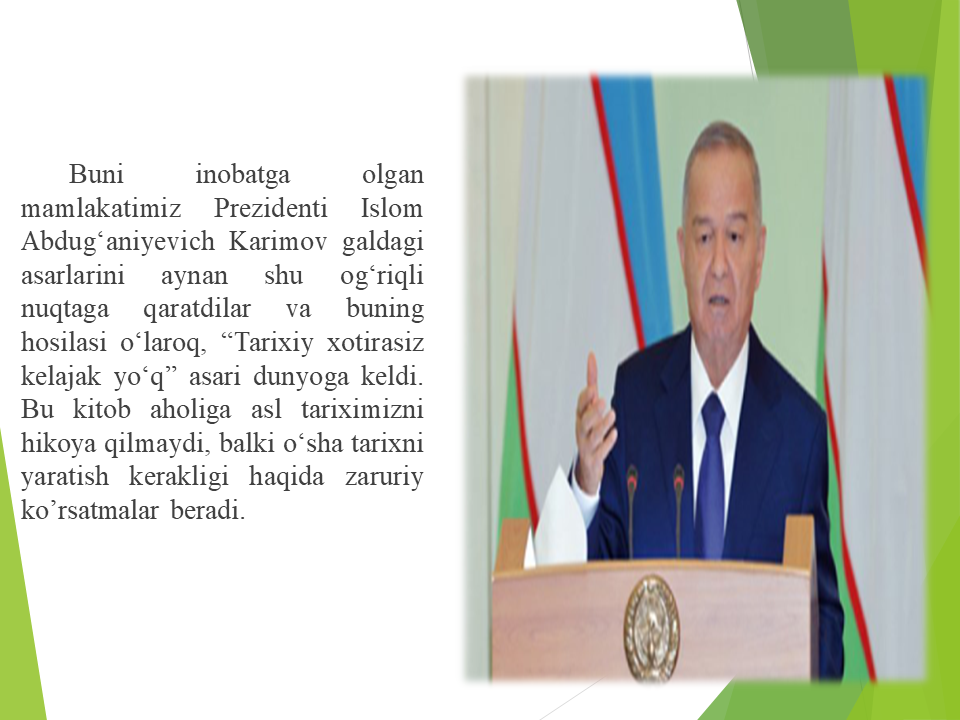 Buni inobatga olgan
mamlakatimiz Prezidenti Islom
Abdug‘aniyevich Karimov galdagi
asarlarini aynan shu og‘riqli
nuqtaga qaratdilar va buning
hosilasi o‘laroq, “Tarixiy xotirasiz
kelajak yo‘q” asari dunyoga keldi.
Bu kitob aholiga asl tariximizni
hikoya qilmaydi, balki o‘sha tarixni
yaratish kerakligi haqida zaruriy
ko’rsatmalar beradi.